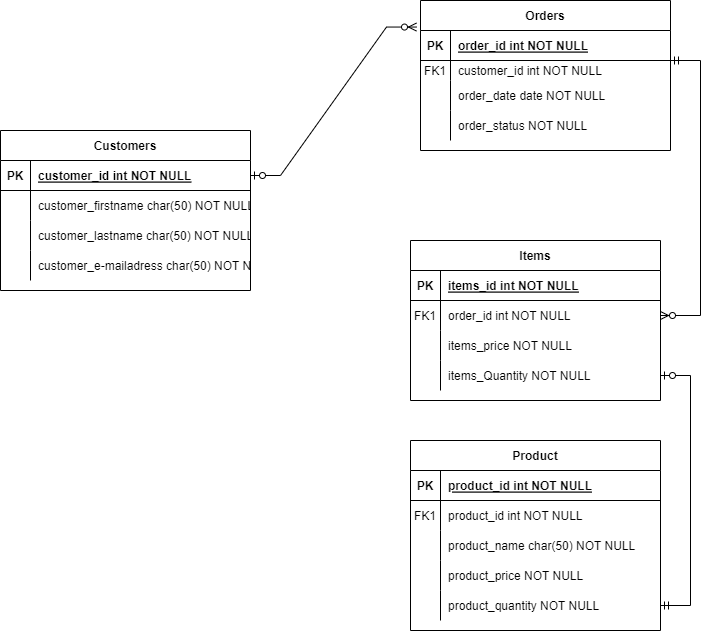 Orders
PK order_id int NOT NULL
FK1 customer_id int NOT NULL
order_date date NOT NULL
order_status NOT NULL
Customers
PK customer_id int NOT NULL
customer_firstname char(50) NOT NULL
customer_lastname char(50) NOT NULL
customer_e-mailadress char(50) NOT N
Items
PK items_id int NOT NULL
FK1 order_id int NOT NULL
items_price NOT NULL
items_Quantity NOT NULL
Product
PK product_id int NOT NULL
FK1 product_id int NOT NULL
product_name char(50) NOT NULL
product_price NOT NULL
product_quantity NOT NULL